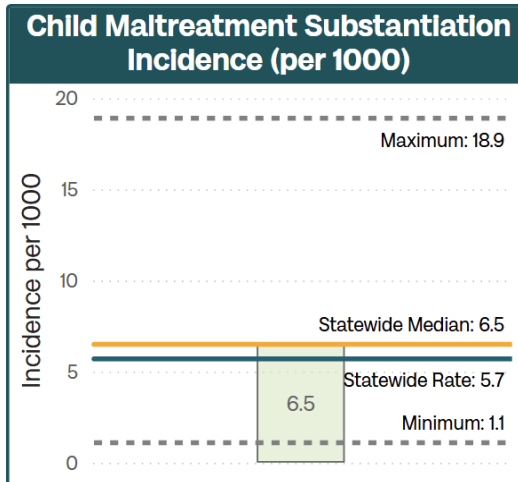 Child Maltreatment Substantiation
Incidence (per 1000)
20
Maximum: 18.9
15
Incidence per 1000
10
Statewide Median: 6.5
5
Statewide Rate: 5.7
6.5
Minimum: 1.1
0